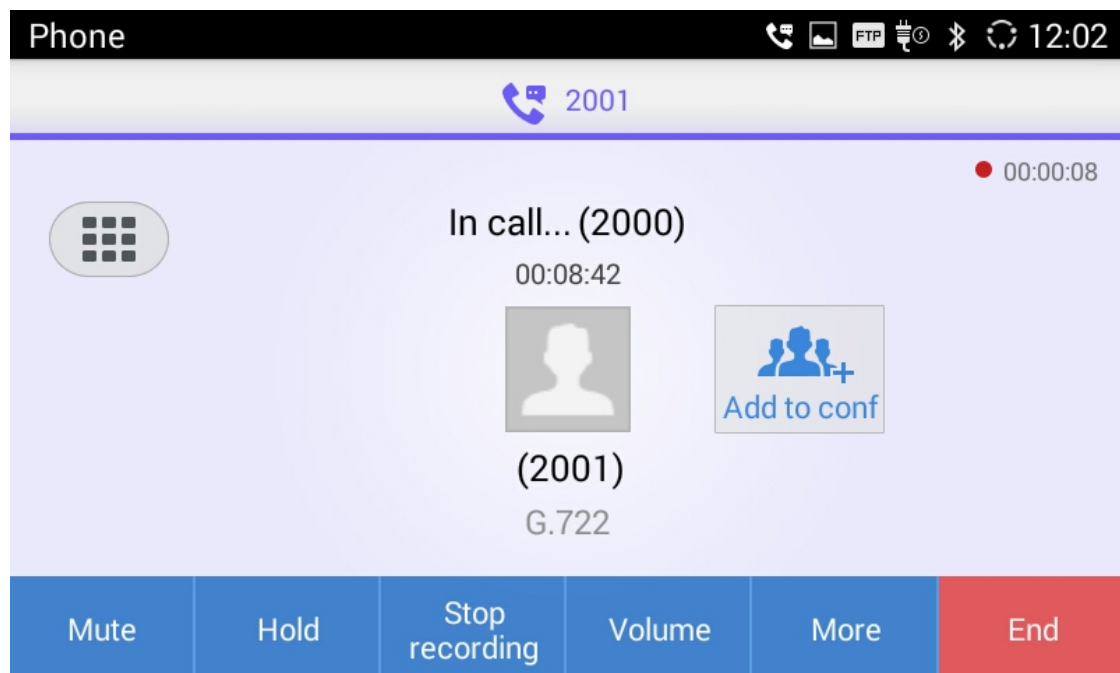 Phone
FTP
12:02
2001
00:00:08
In call... (2000)
00:08:42
Add to conf
(2001)
G.722
Mute
Hold
Stop
recording
Volume
More
End